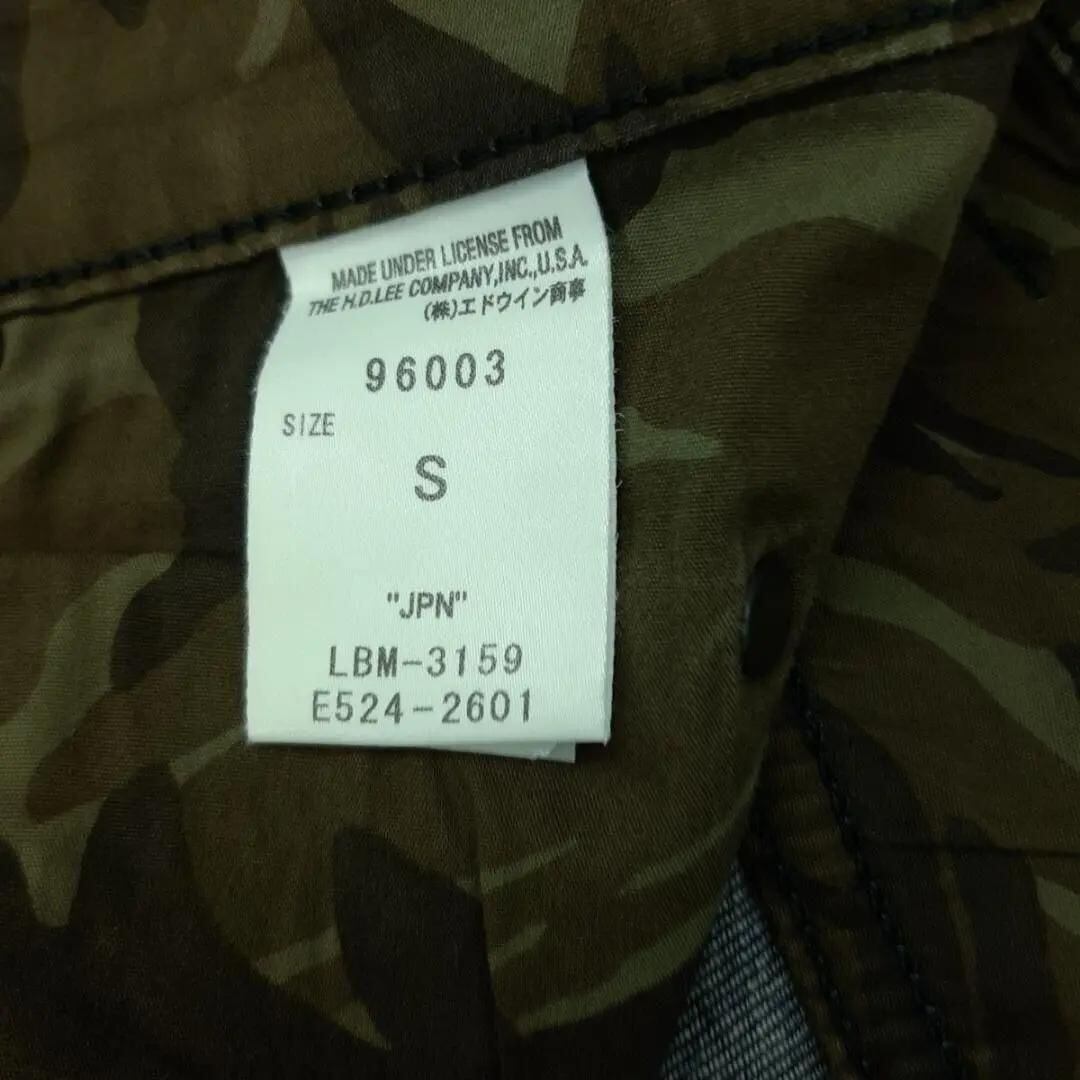 MADE UNDER LICENSE FROM
THE H.D.LEE COMPANY,INC.,U.S.A.
(株)エドウイン商事
96003
SIZE
S
"JPN"
LBM-3159
E524-2601